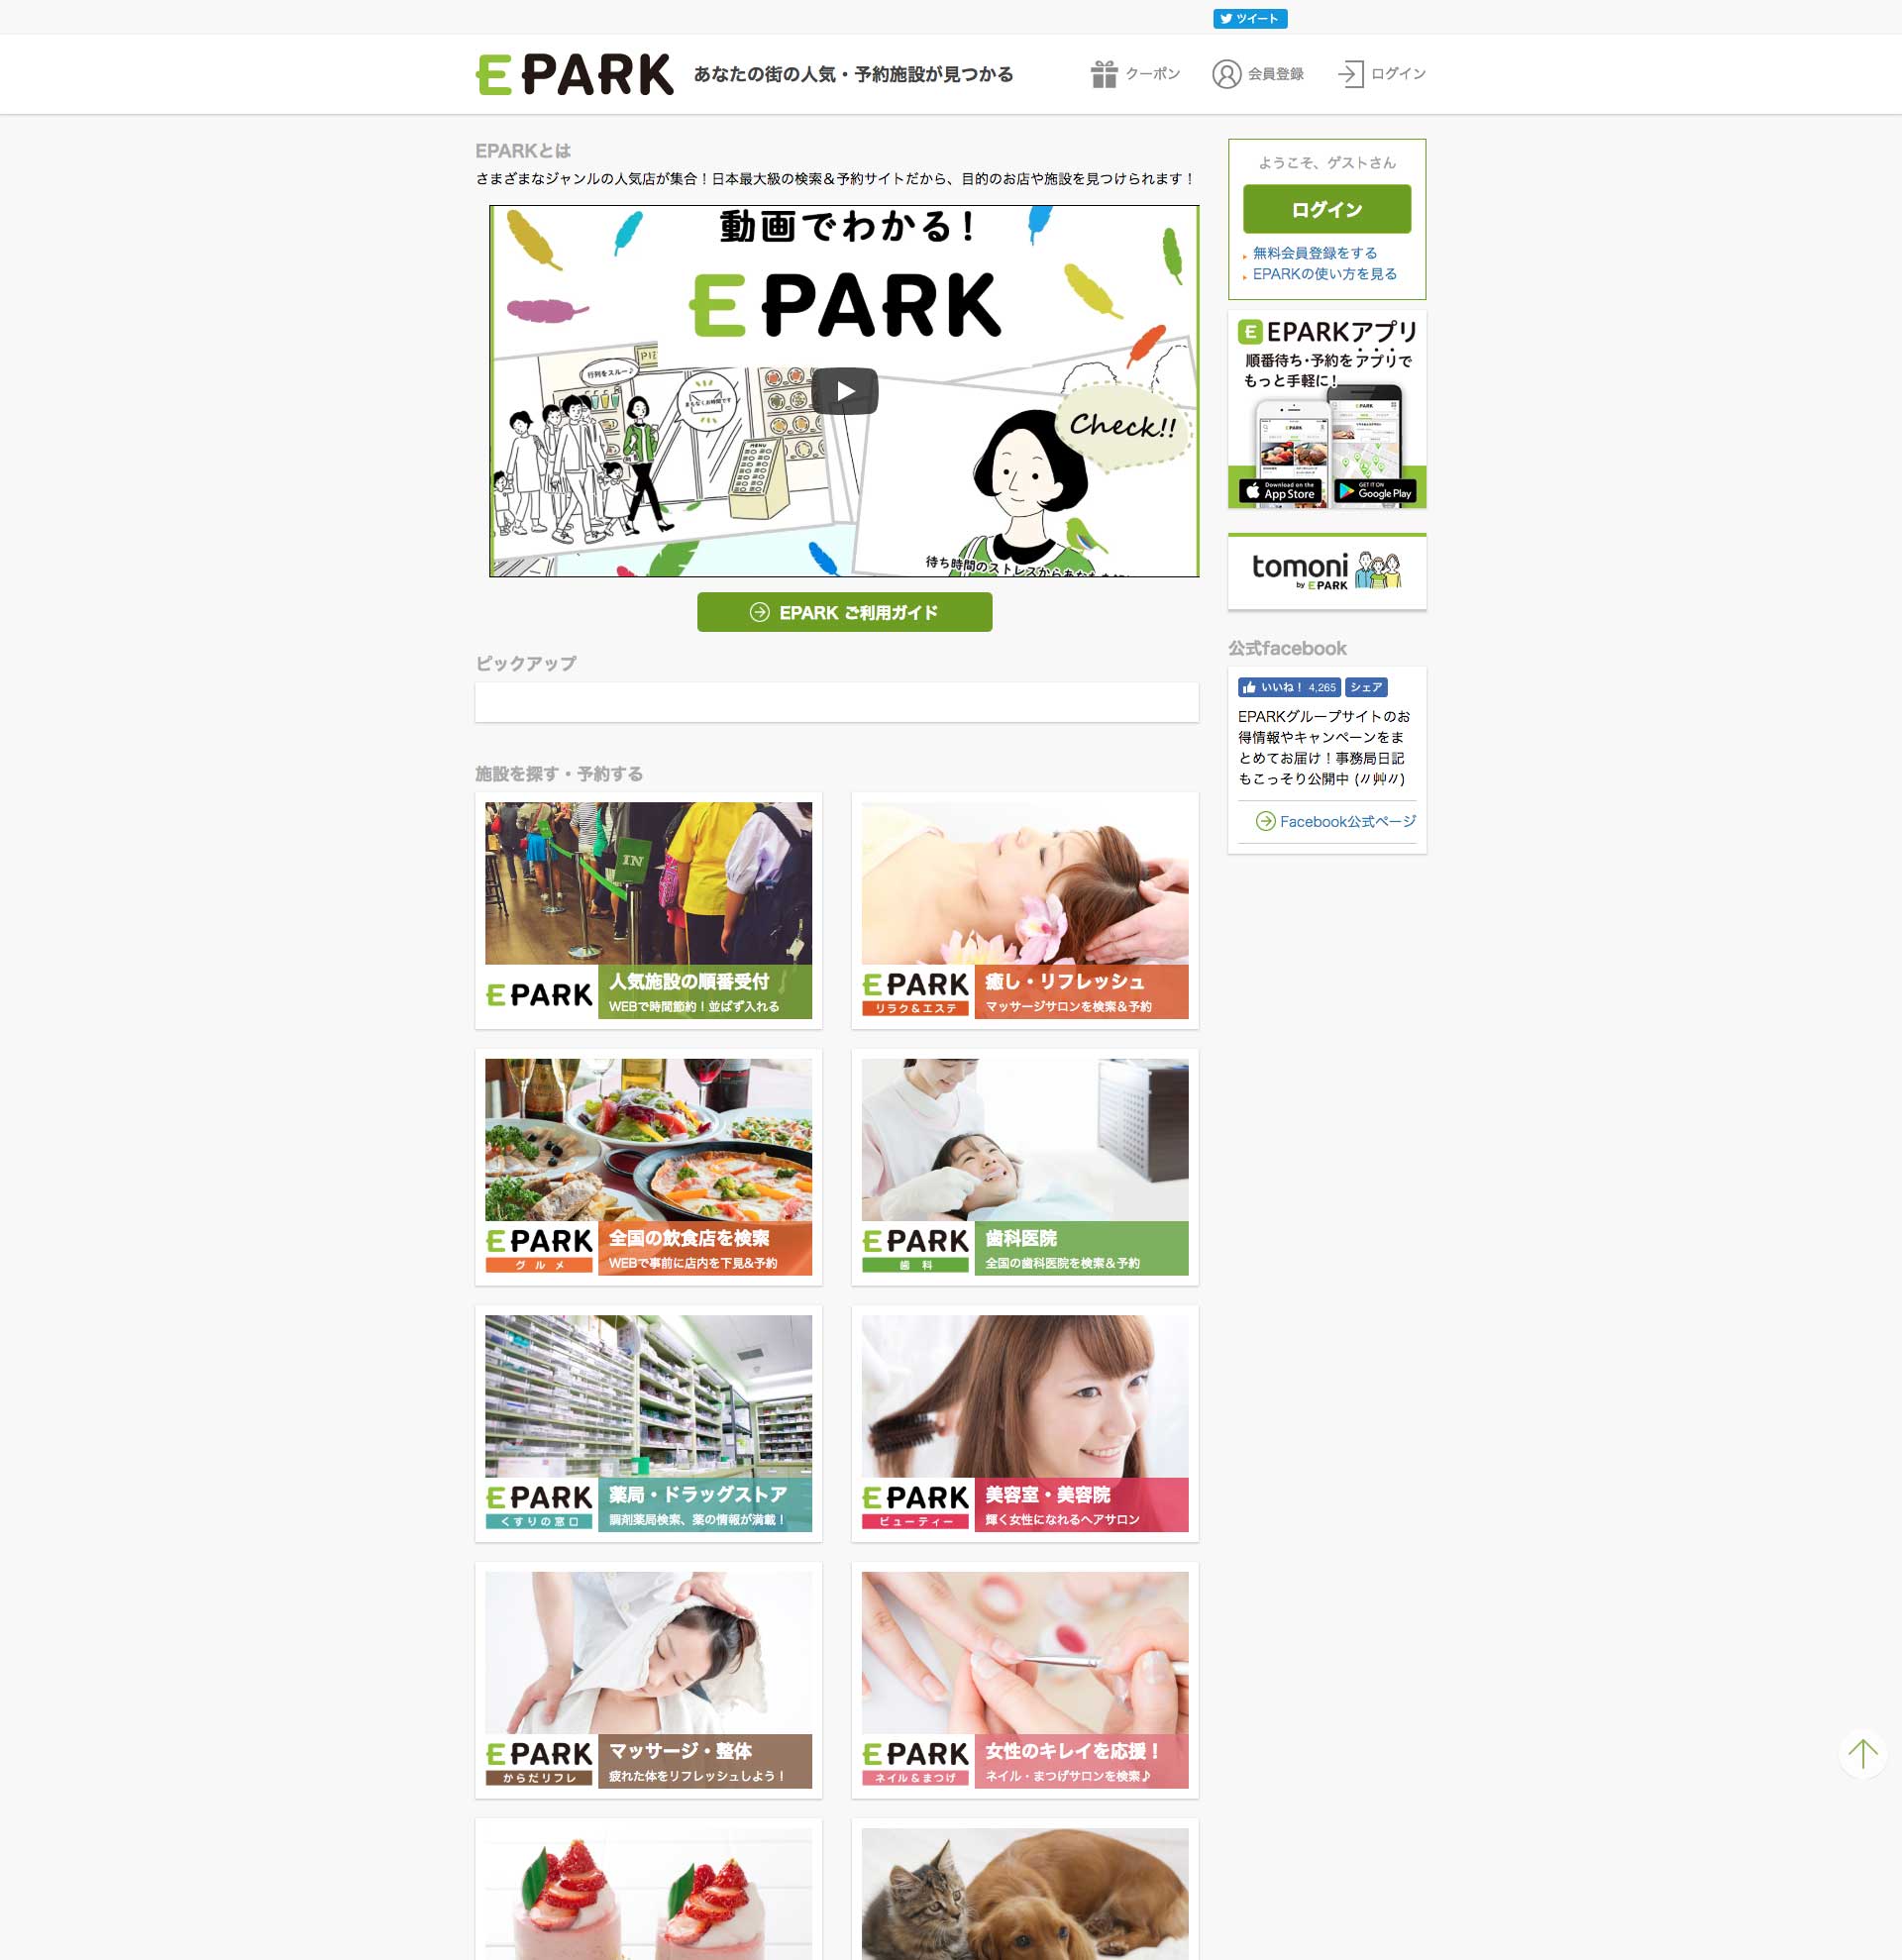 ツイート
EPARK
あなたの街の人気・予約施設が見つかる
クーポン
会員登録
ログイン
EPARKとは
さまざまなジャンルの人気店が集合！日本最大級の検索＆予約サイトだから、目的のお店や施設を見つけられます！
動画でわかる！
EPARK
行列をスルー♪
MENU
Check!!
EPARK ご利用ガイド
ピックアップ
施設を探す・予約する
IN
EPARK
人気施設の順番受付
WEBで時間節約！並ばず入れる
EPARK
リラク＆エステ
癒し・リフレッシュ
マッサージサロンを検索＆予約
EPARK
グルメ
全国の飲食店を検索
WEBで事前に店内を下見&予約
EPARK
歯科
歯科医院
全国の歯科医院を検索＆予約
EPARK
くすりの窓口
薬局・ドラッグストア
調剤薬局検索、薬の情報が満載！
EPARK
ビューティー
美容室・美容院
輝く女性になれるヘアサロン
EPARK
からだリフレ
マッサージ・整体
疲れた体をリフレッシュしよう！
EPARK
ネイル＆まつげ
女性のキレイを応援！
ネイル・まつげサロンを検索♪
ようこそ、ゲストさん
ログイン
無料会員登録をする
EPARKの使い方を見る
E EPARKアプリ
順番待ち・予約をアプリで
もっと手軽に！
Download on the
App Store
GET IT ON
Google Play
tomoni
by EPARK
公式facebook
いいね！ 4,265
シェア
EPARKグループサイトのお
得情報やキャンペーンをま
とめてお届け！事務局日記
もこっそり公開中 (〃艸〃)
Facebook公式ページ